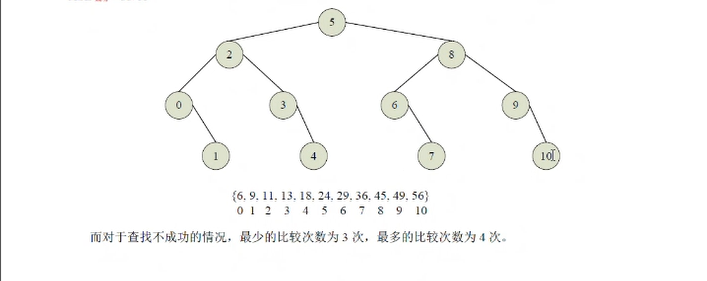 5
2 8
0 3 6 9
1 4 7 10
{6, 9, 11, 13, 18, 24, 29, 36, 45, 49, 56}
0 1 2 3 4 5 6 7 8 9 10
而对于查找不成功的情况，最少的比较次数为 3 次，最多的比较次数为 4 次。